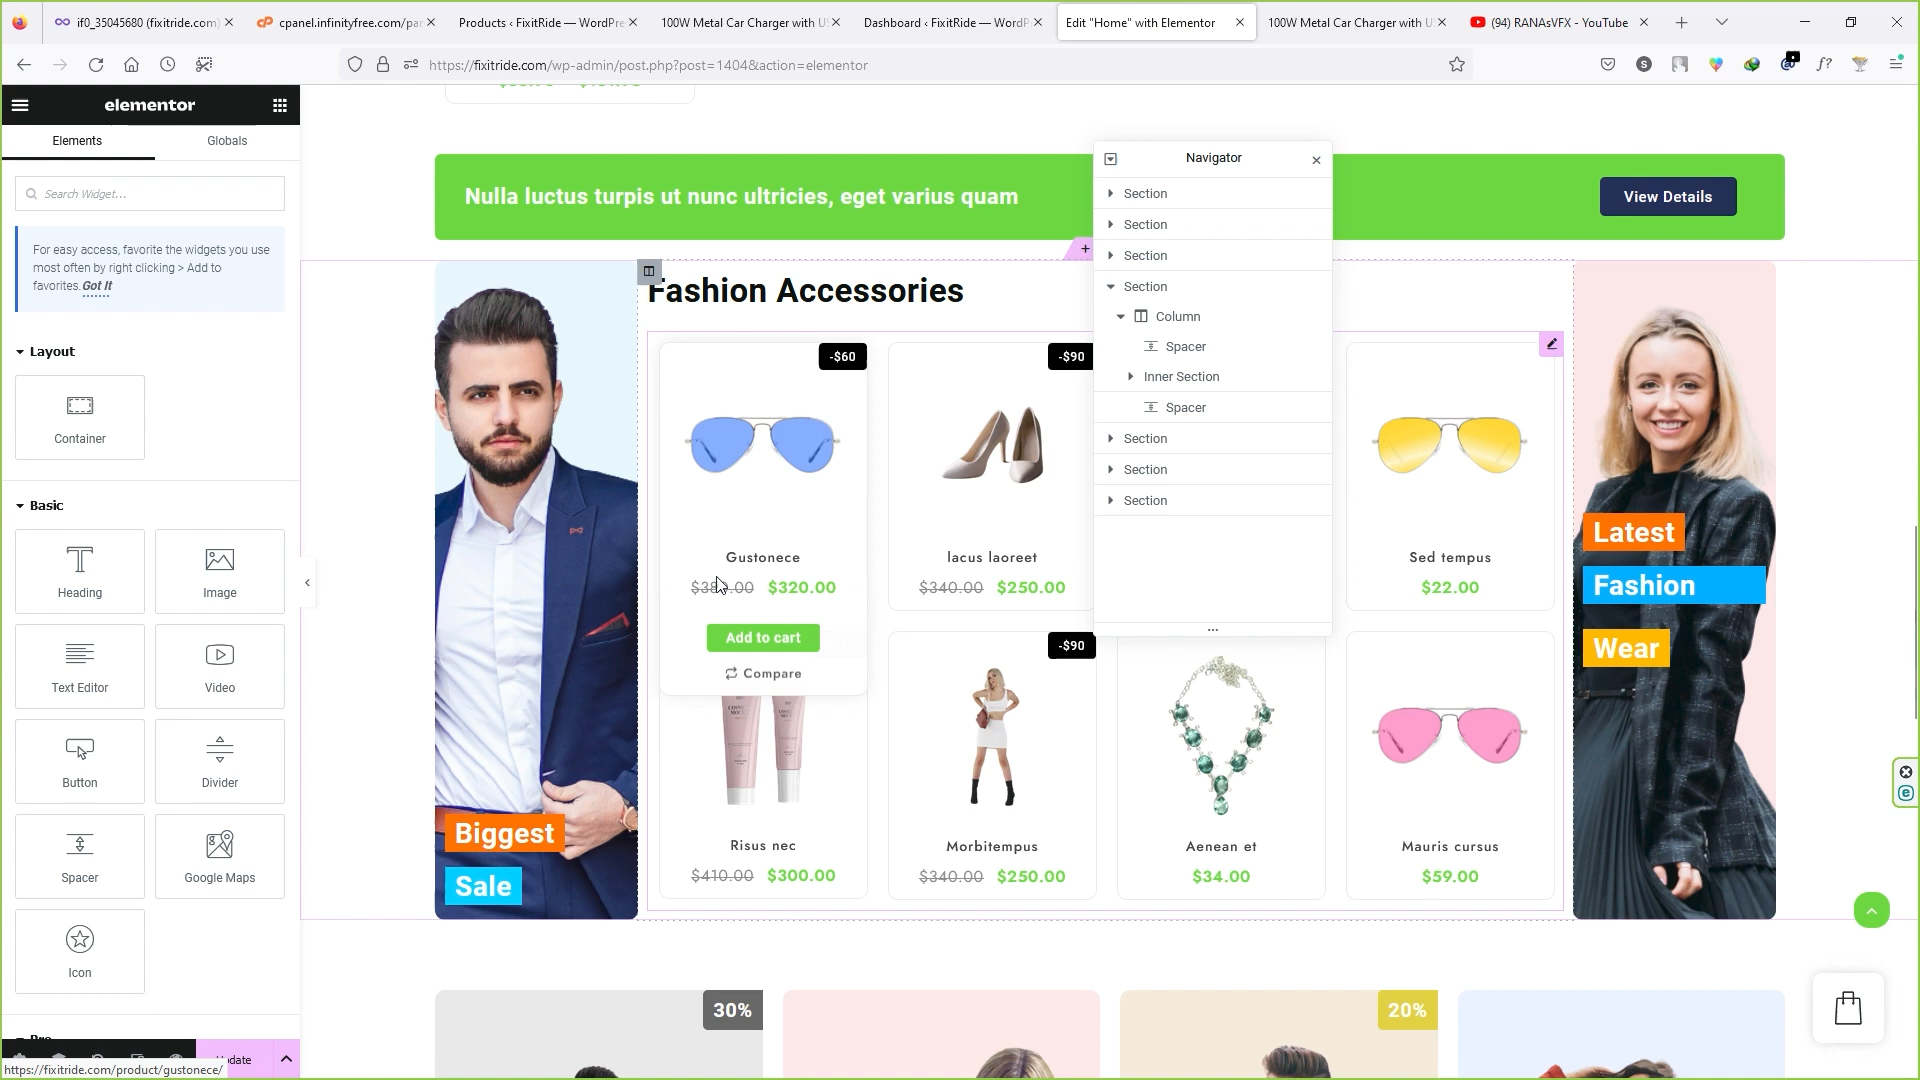 if0_35045680 (fixitride.com)
cpanel.infinityfree.com/pan
Products ‹ FixitRide — WordPre
100W Metal Car Charger with U
Dashboard ‹ FixitRide — WordP
Edit "Home" with Elementor
100W Metal Car Charger with U
(94) RANAsVFX - YouTube
https://fixitride.com/wp-admin/post.php?post=1404&action=elementor
elementor
Elements
Globals
Search Widget...
For easy access, favorite the widgets you use
most often by right clicking > Add to
favorites. Got It
Layout
Container
Basic
Heading
Image
Text Editor
Video
Button
Divider
Spacer
Google Maps
Icon
https://fixitride.com/product/gustonece/
Nulla luctus turpis ut nunc ultricies, eget varius quam
View Details
Navigator
Section
Section
Section
Section
Column
Spacer
Inner Section
Spacer
Section
Section
Section
Fashion Accessories
-$60
-$90
Gustonece
$320.00
Add to cart
Compare
lacus laoreet
$340.00 $250.00
Sed tempus
$22.00
-$90
Risus nec
$410.00 $300.00
Morbitempus
$340.00 $250.00
Aenean et
$34.00
Mauris cursus
$59.00
Biggest
Sale
Latest
Fashion
Wear
30%
20%